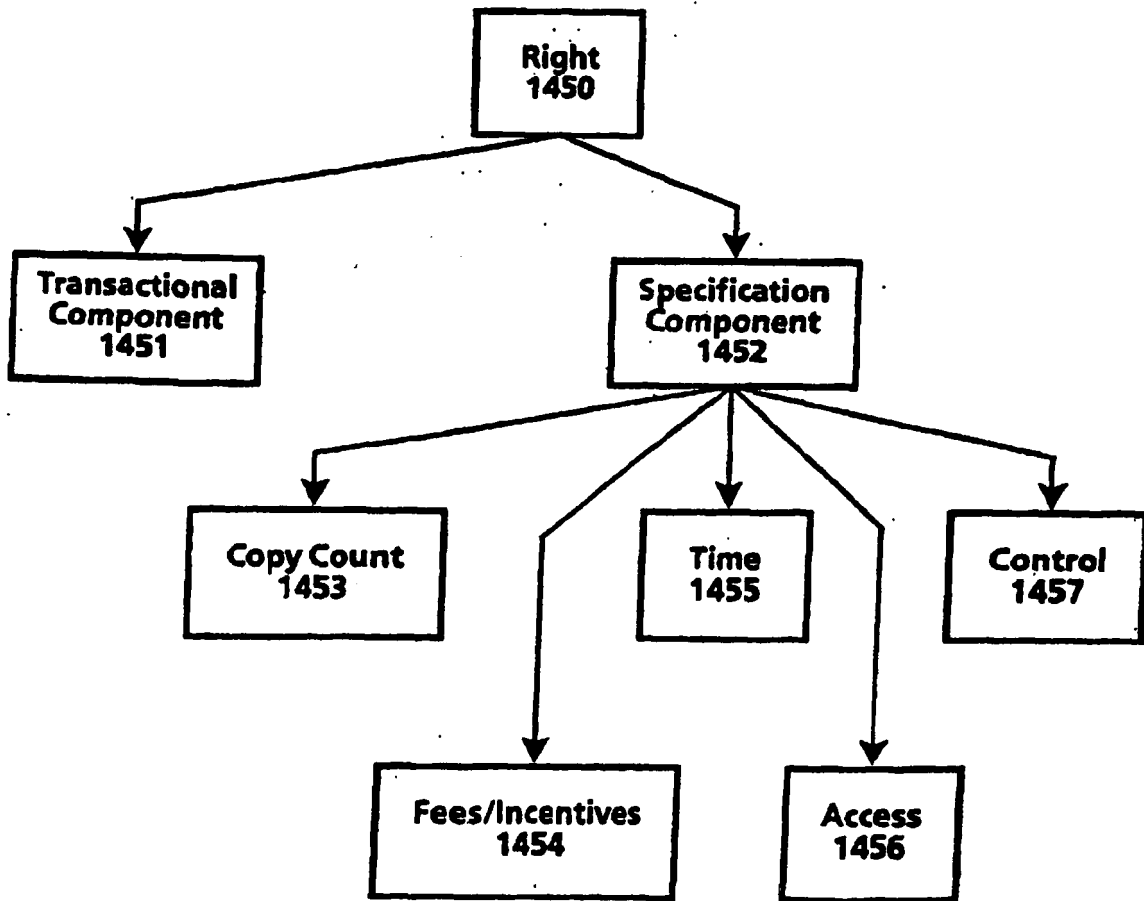 Right
1450
Transactional
Component
1451
Specification
Component
1452
Copy Count
1453
Time
1455
Control
1457
Fees/Incentives
1454
Access
1456